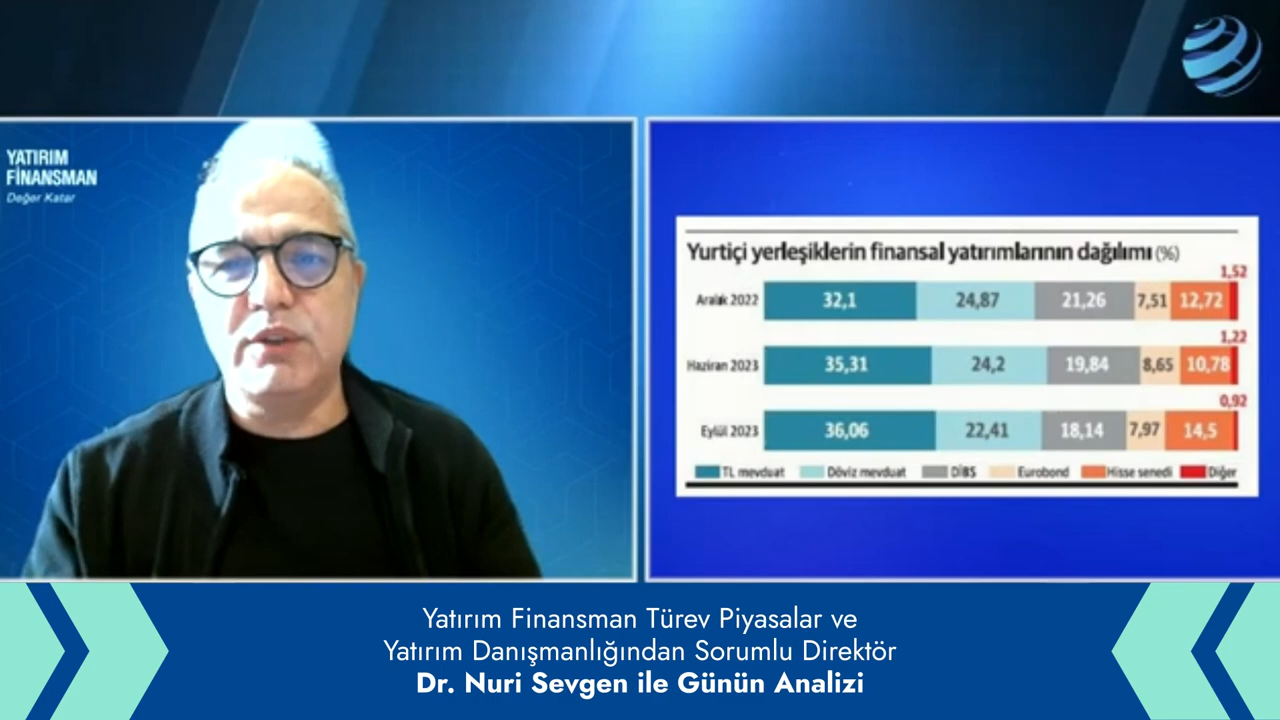 YATIRIM
FİNANSMAN
Değer Katar
Yurtiçi yerleşiklerin finansal yatırımlarının dağılımı (%)
1,52
Aralık 2022 32,1 24,87 21,26 7,51 12,72
1,22
Haziran 2023 35,31 24,2 19,84 8,65 10,78
0,92
Eylül 2023 36,06 22,41 18,14 7,97 14,5
TL mevduat Döviz mevduat DİBS Eurobond Hisse senedi Diğer
Yatırım Finansman Türev Piyasalar ve
Yatırım Danışmanlığından Sorumlu Direktör
Dr. Nuri Sevgen ile Günün Analizi